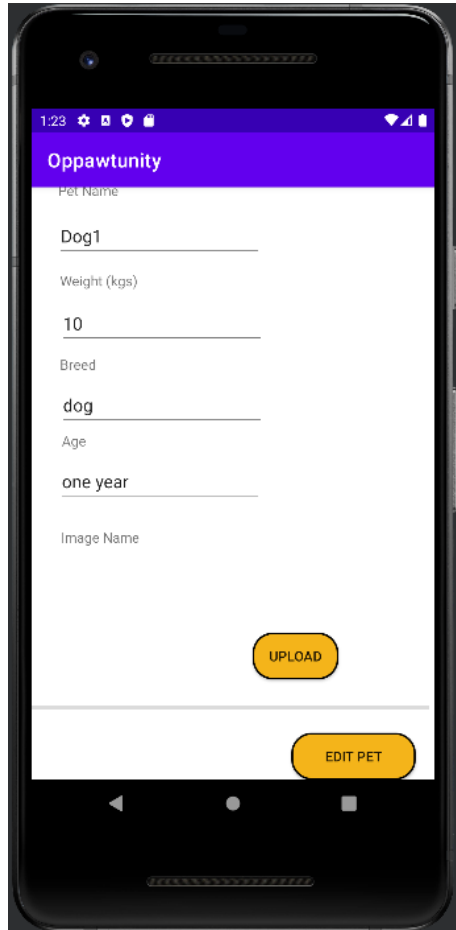 1:23
Oppawtunity
Pet Name
Dog1
Weight (kgs)
10
Breed
dog
Age
one year
Image Name
UPLOAD
EDIT PET